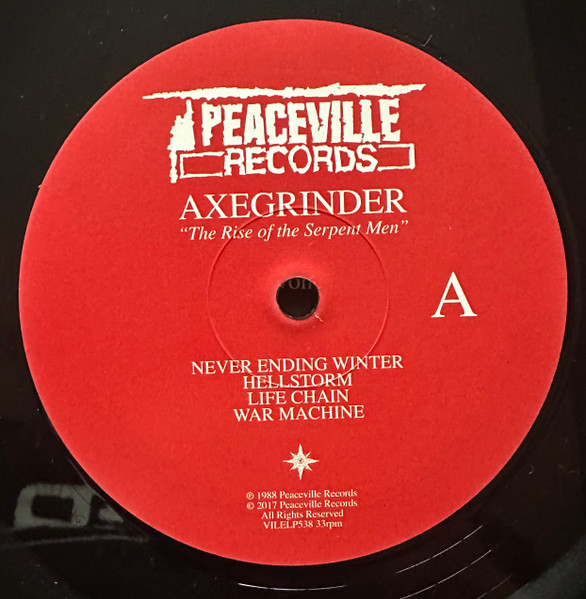 PEACEVILLE
RECORDS
AXEGRINDER
"The Rise of the Serpent Men"
A
NEVER ENDING WINTER
HELLSTORM
LIFE CHAIN
WAR MACHINE
℗ 1988 Peaceville Records
© 2017 Peaceville Records
All Rights Reserved
VILELP538 33rpm